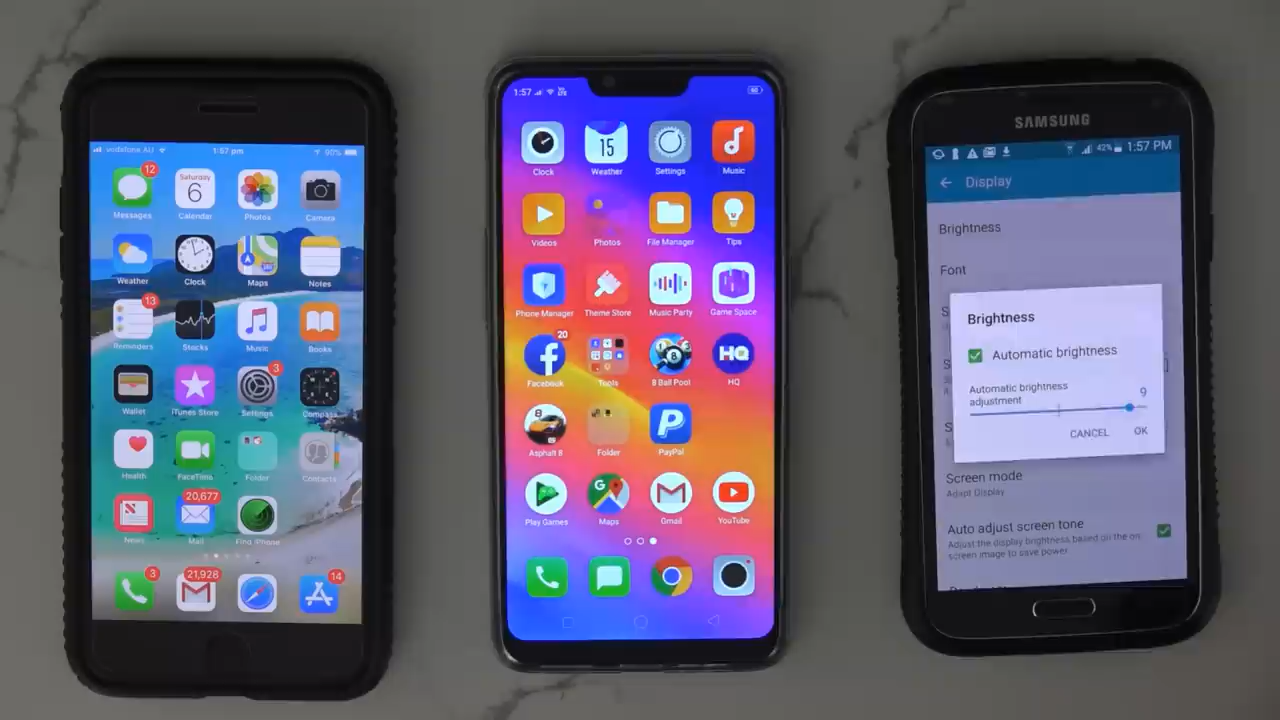 vodefone.AU
1:57 pm
90%
12
Messages
Saturday
6
Calendar
Photos
Camera
Weather
Clock
Maps
Notes
13
Reminders
Stocks
Music
Books
Wallet
iTunes Store
3
Settings
Compass
Health
FaceTime
Folder
Contacts
News
20,677
Mail
Find iPhone
3
21,928
14
1:57
Clock
15
Weather
Settings
Music
Videos
Photos
File Manager
Tips
Phone Manager
Theme Store
Music Party
Game Space
20
Facebook
Tools
8
8 Ball Pool
HQ
HQ
8
Asphalt 8
Folder
PayPal
Play Games
G
Maps
Gmail
YouTube
SAMSUNG
42%
1:57 PM
Display
Brightness
Font
Brightness
Automatic brightness
Automatic brightness
adjustment
9
CANCEL
OK
Screen mode
Adapt Display
Auto adjust screen tone
Adjust the display brightness based on the on
screen image to save power